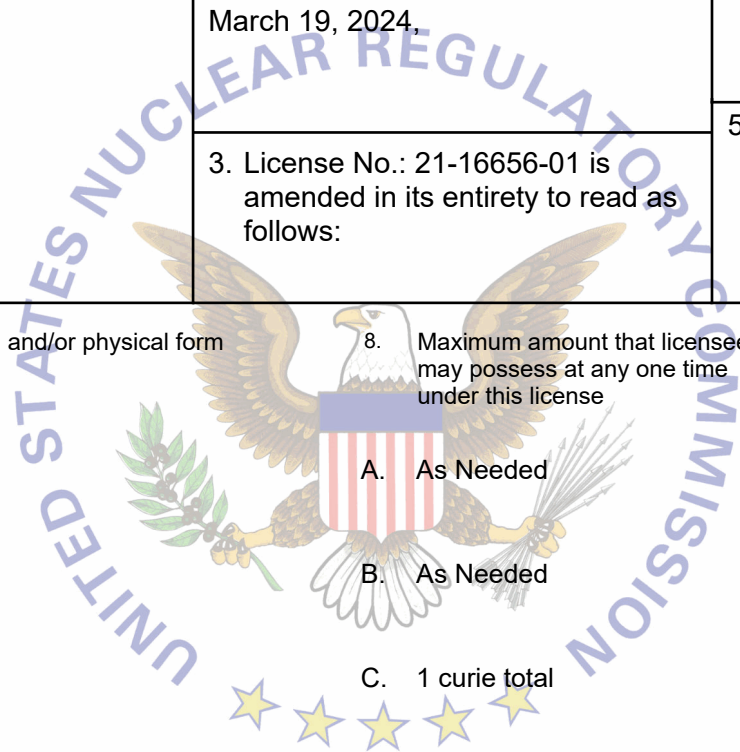 March 19, 2024,
5
3. License No.: 21-16656-01 is
amended in its entirety to read as
follows:
and/or physical form
8. Maximum amount that licensee
may possess at any one time
under this license
A. As Needed
B. As Needed
C. 1 curie total
UNITED STATES NUCLEAR REGULATORY COMMISSION